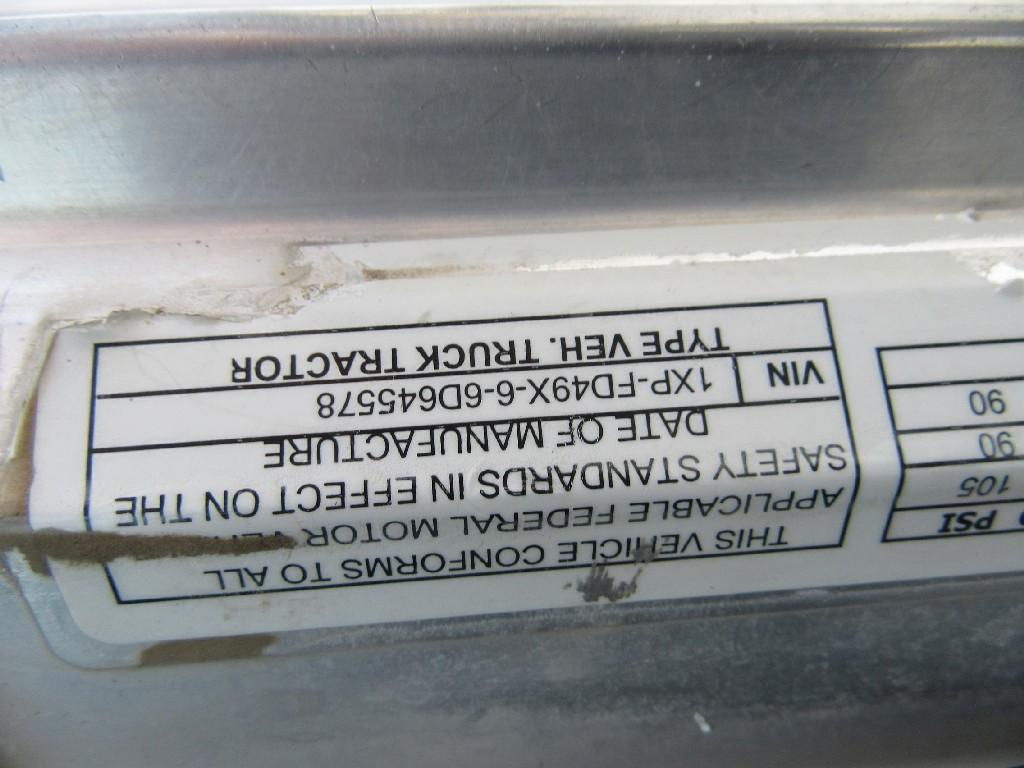 THIS VEHICLE CONFORMS TO ALL
APPLICABLE FEDERAL MOTOR
SAFETY STANDARDS IN EFFECT ON THE
DATE OF MANUFACTURE
VIN 1XP-FD49X-6-6D645578
TYPE VEH. TRUCK TRACTOR
PSI
105
90
90